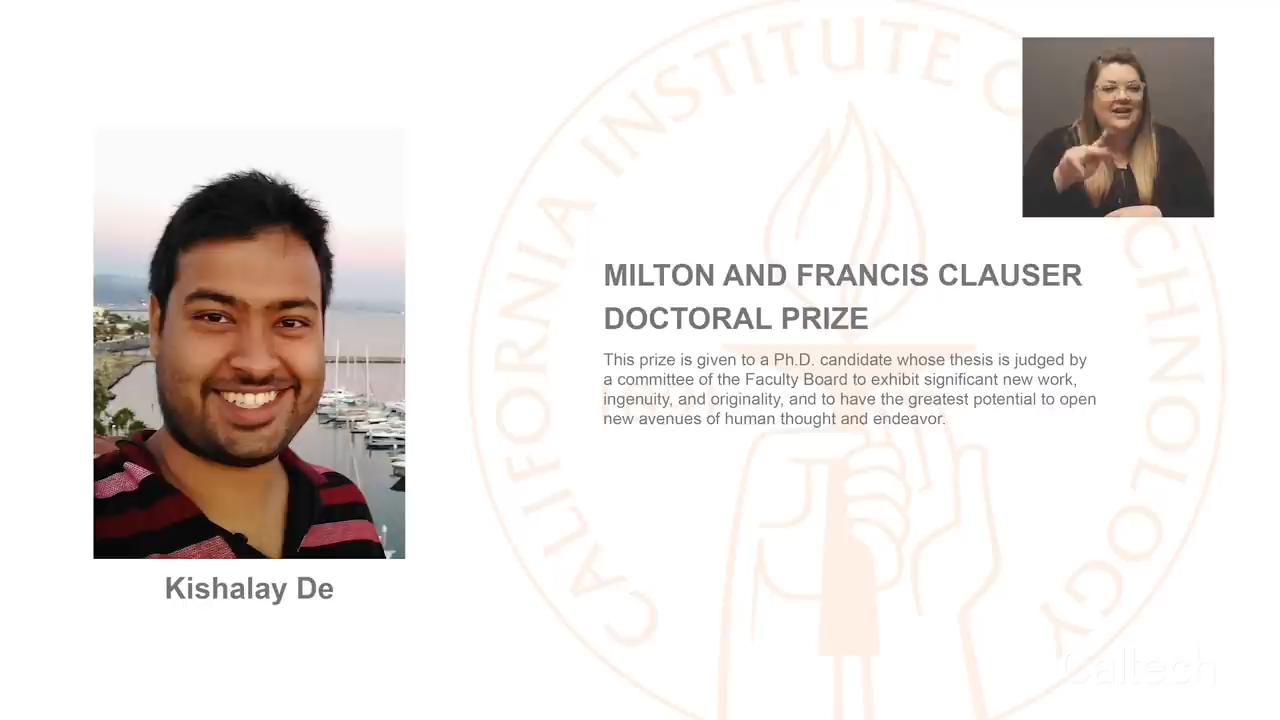 CALIFORNIA INSTITUTE O
CHNOLOGY
MILTON AND FRANCIS CLAUSER
DOCTORAL PRIZE
This prize is given to a Ph.D. candidate whose thesis is judged by
a committee of the Faculty Board to exhibit significant new work,
ingenuity, and originality, and to have the greatest potential to open
new avenues of human thought and endeavor.
Kishalay De
Caltech